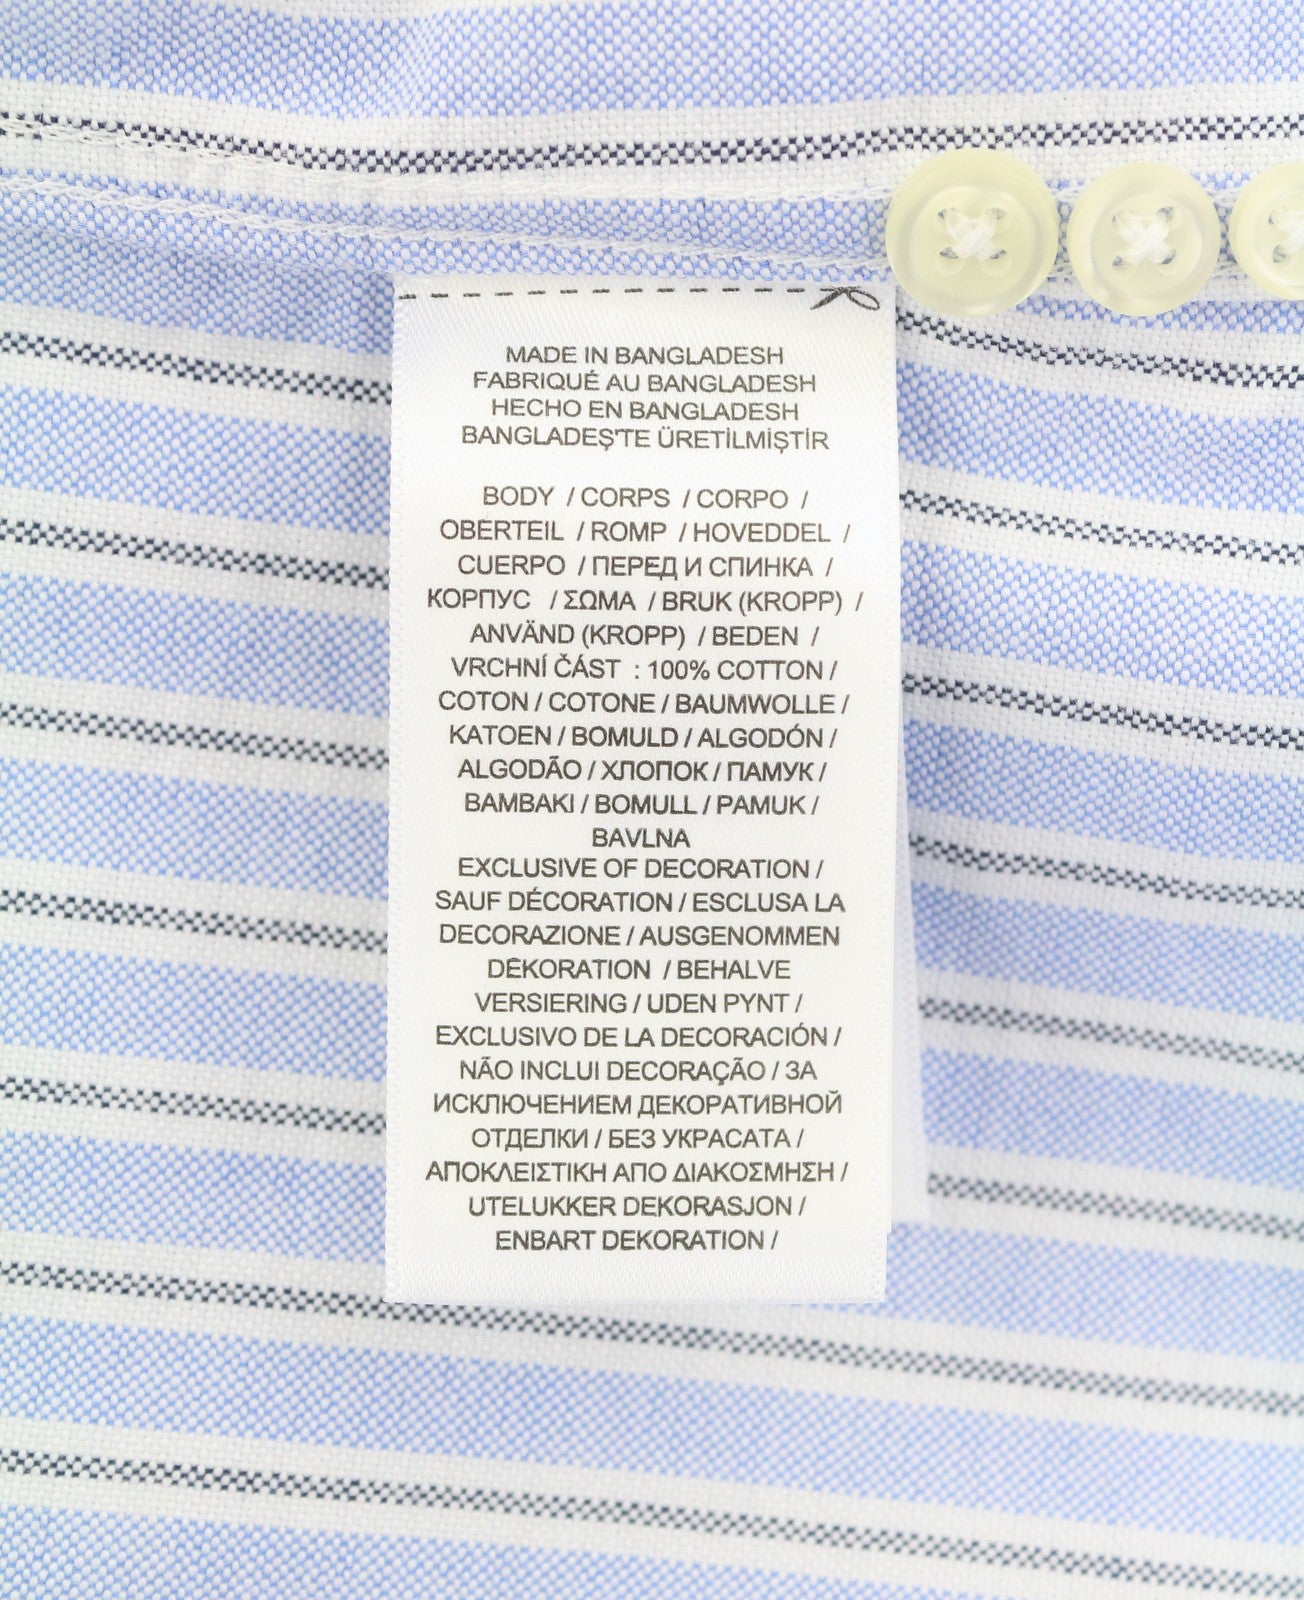 MADE IN BANGLADESH
FABRIQUÉ AU BANGLADESH
HECHO EN BANGLADESH
BANGLADEŞ'TE ÜRETİLMİŞTİR
BODY / CORPS / CORPO /
OBERTEIL / ROMP / HOVEDDEL /
CUERPO / ПЕРЕД И СПИНКА /
КОРПУС / ΣΩΜΑ / BRUK (KROPP) /
ANVÄND (KROPP) / BEDEN /
VRCHNÍ ČÁST : 100% COTTON /
COTON / COTONE / BAUMWOLLE /
KATOEN / BOMULD / ALGODÓN /
ALGODÃO / ХЛОПОК / ПАМУК /
ΒΑΜΒΑΚΙ / BOMULL / PAMUK /
BAVLNA
EXCLUSIVE OF DECORATION /
SAUF DÉCORATION / ESCLUSA LA
DECORAZIONE / AUSGENOMMEN
DEKORATION / BEHALVE
VERSIERING / UDEN PYNT /
EXCLUSIVO DE LA DECORACIÓN /
NÃO INCLUI DECORAÇÃO / ЗА
ИСКЛЮЧЕНИЕМ ДЕКОРАТИВНОЙ
ОТДЕЛКИ / БЕЗ УКРАСАТА /
ΑΠΟΚΛΕΙΣΤΙΚΗ ΑΠΟ ΔΙΑΚΟΣΜΗΣΗ /
UTELUKKER DEKORASJON /
ENBART DEKORATION /